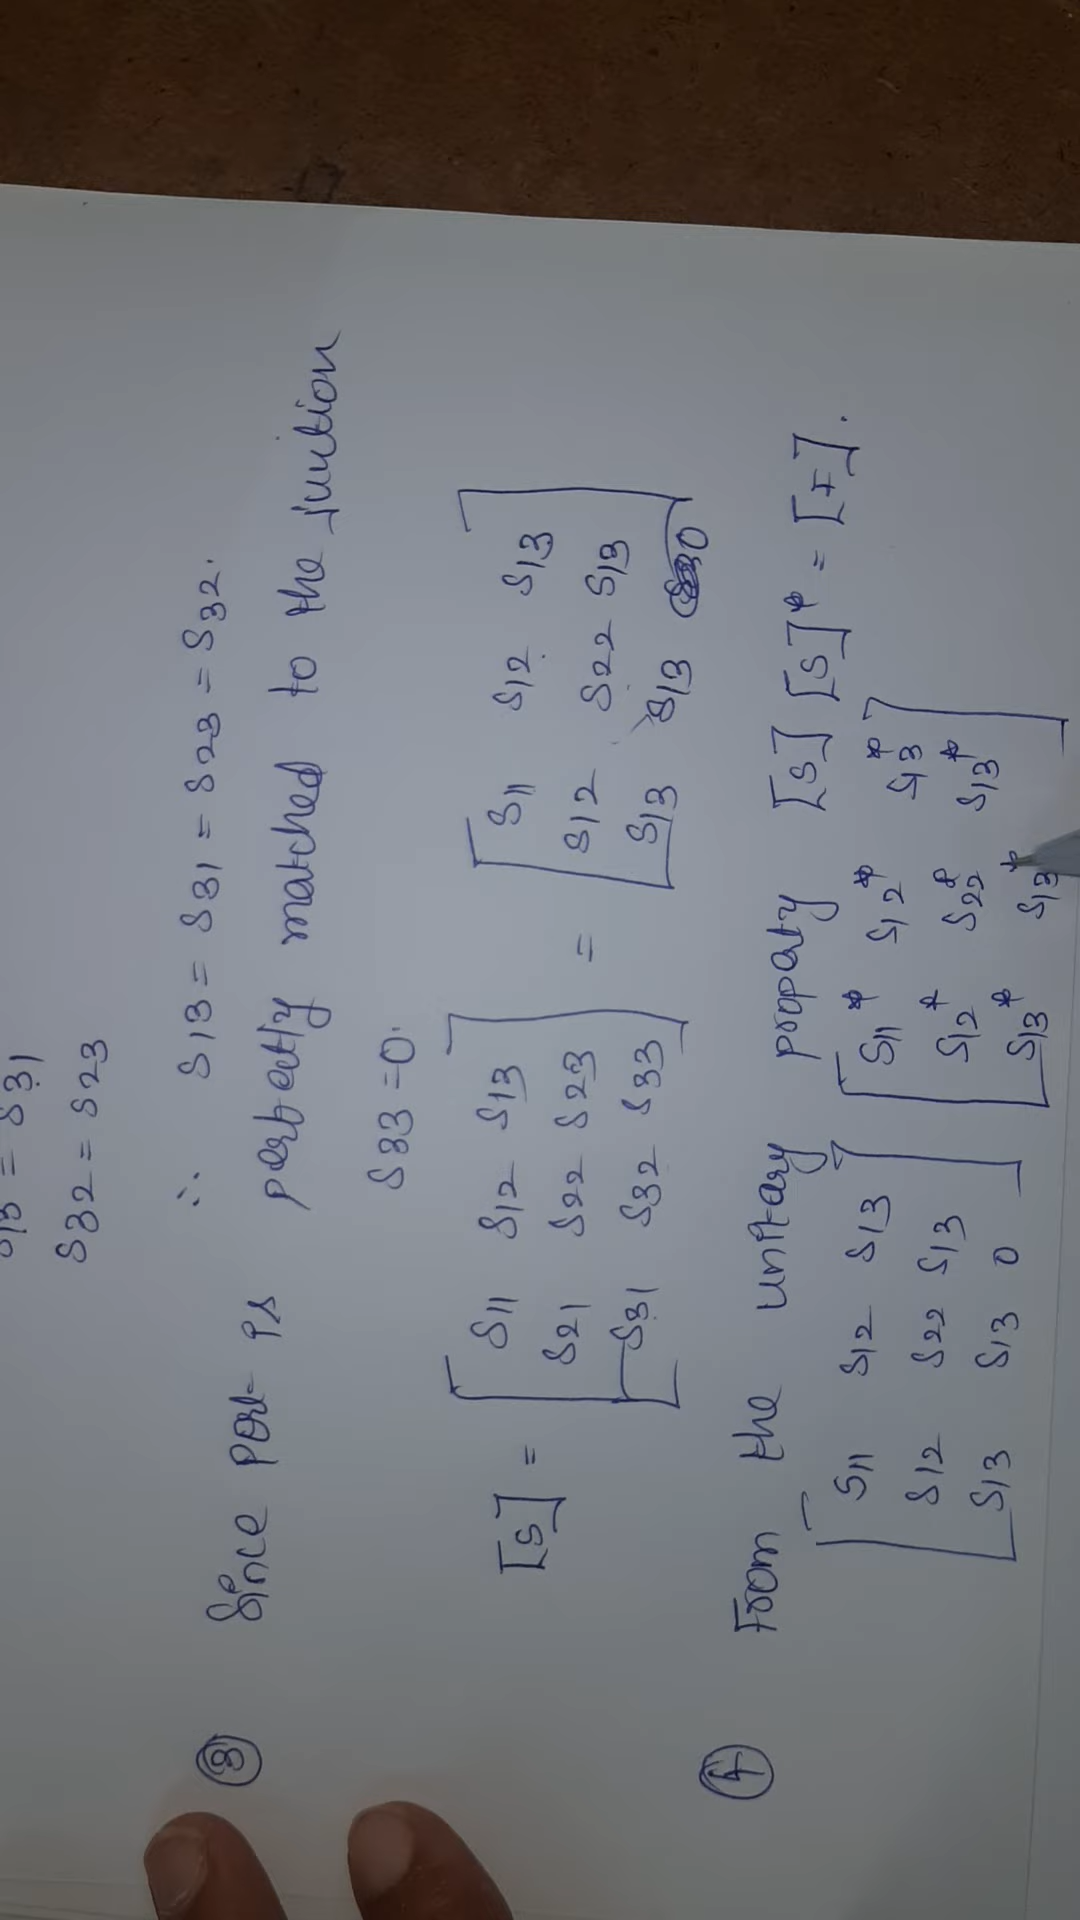 S13 = S31
S32 = S23
∴ S13 = S31 = S23 = S32.
③ Since port is perfectly matched to the junction
S33 = 0.
[S] = [S11 S12 S13] = [S11 S12 S13]
[S21 S22 S23] [S12 S22 S13]
[S31 S32 S33] [S13 S13 0]
④ From the unitary property [S] [S]* = [I].
[S11 S12 S13] [S11* S12* S13*]
[S12 S22 S13] [S12* S22* S13*]
[S13 S13 0] [S13* S13*